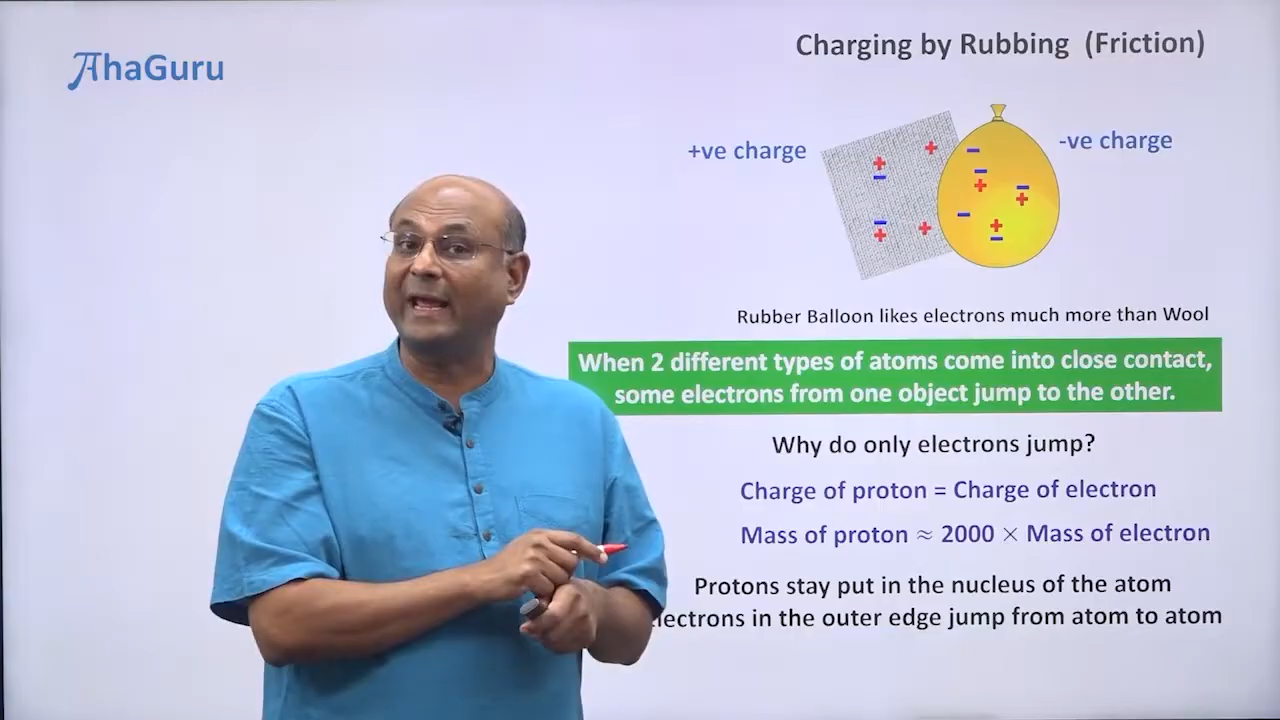 AhaGuru
Charging by Rubbing (Friction)
+ve charge
-ve charge
Rubber Balloon likes electrons much more than Wool
When 2 different types of atoms come into close contact,
some electrons from one object jump to the other.
Why do only electrons jump?
Charge of proton = Charge of electron
Mass of proton ≈ 2000 × Mass of electron
Protons stay put in the nucleus of the atom
lectrons in the outer edge jump from atom to atom